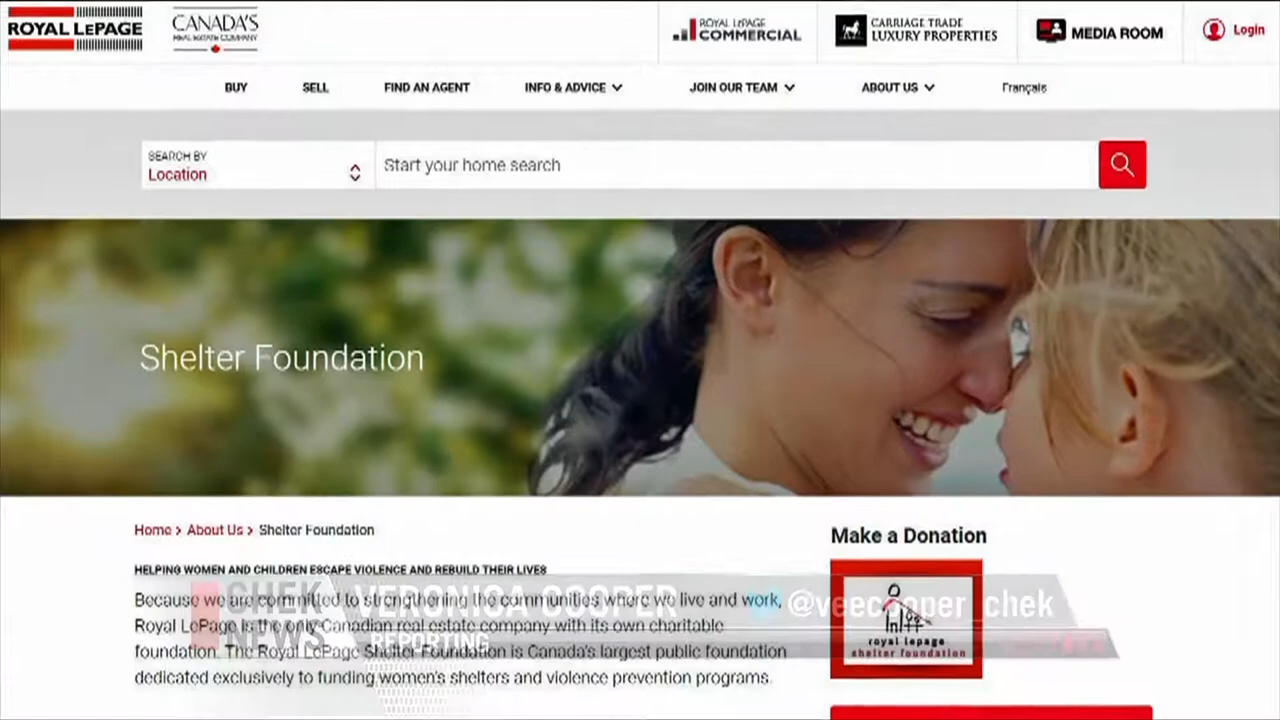 ROYAL LEPAGE
CANADA'S
REAL ESTATE COMPANY
ROYAL LEPAGE
COMMERCIAL
CARRIAGE TRADE
LUXURY PROPERTIES
MEDIA ROOM
Login
BUY SELL FIND AN AGENT INFO & ADVICE JOIN OUR TEAM ABOUT US Français
SEARCH BY
Location
Start your home search
Shelter Foundation
Home > About Us > Shelter Foundation
HELPING WOMEN AND CHILDREN ESCAPE VIOLENCE AND REBUILD THEIR LIVES
Because we are committed to strengthening the communities where we live and work,
Royal LePage is the only Canadian real estate company with its own charitable
foundation. The Royal LePage Shelter Foundation is Canada's largest public foundation
dedicated exclusively to funding women's shelters and violence prevention programs.
Make a Donation
royal lepage
shelter foundation
CHEK
NEWS
VERONICA COOPER
@veecooper_chek
REPORTING